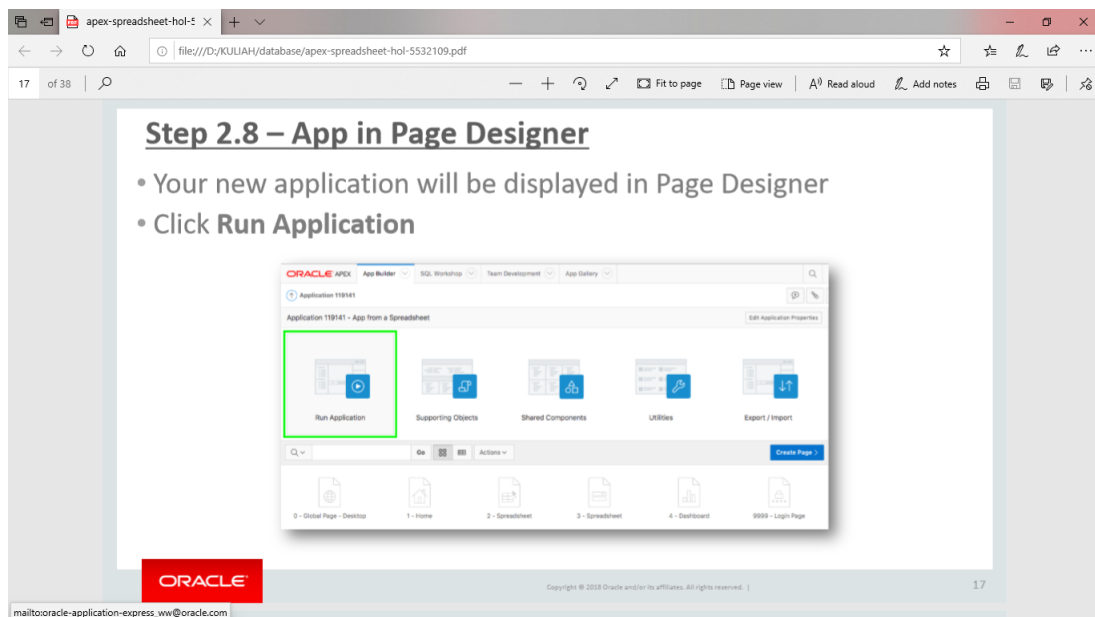 apex-spreadsheet-hol-5
file:///D:/KULIAH/database/apex-spreadsheet-hol-5532109.pdf
17 of 38 Fit to page Page view Read aloud Add notes
Step 2.8 – App in Page Designer
• Your new application will be displayed in Page Designer
• Click Run Application
ORACLE APEX App Builder SQL Workshop Team Development App Gallery
Application 119141
Application 119141 - App from a Spreadsheet Edit Application Properties
Run Application Supporting Objects Shared Components Utilities Export / Import
Go Actions Create Page >
0 - Global Page - Desktop 1 - Home 2 - Spreadsheet 3 - Spreadsheet 4 - Dashboard 9999 - Login Page
ORACLE
Copyright © 2018 Oracle and/or its affiliates. All rights reserved. | 17
mailto:oracle-application-express_ww@oracle.com